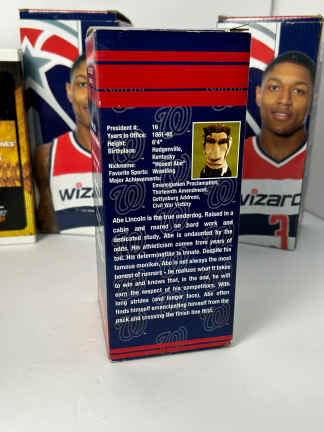 President #: 16
Years in Office: 1861-65
Height: 6'4"
Birthplace: Hodgenville,
Kentucky
Nickname: "Honest Abe"
Favorite Sports: Wrestling
Major Achievements:
Emancipation Proclamation,
Thirteenth Amendment,
Gettysburg Address,
Civil War Victory
Abe Lincoln is the true underdog. Raised in a
cabin and reared on hard work and
dedicated study, Abe is undaunted by the
odds. His athleticism comes from years of
toil. His determination is innate. Despite his
famous moniker, Abe is not always the most
honest of runners - he realizes what it takes
to win and knows that, in the end, he will
earn the respect of his competitors. With
long strides (and longer face), Abe often
finds himself emancipating himself from the
pack and crossing the finish line first.
wiza
wizard
3
W